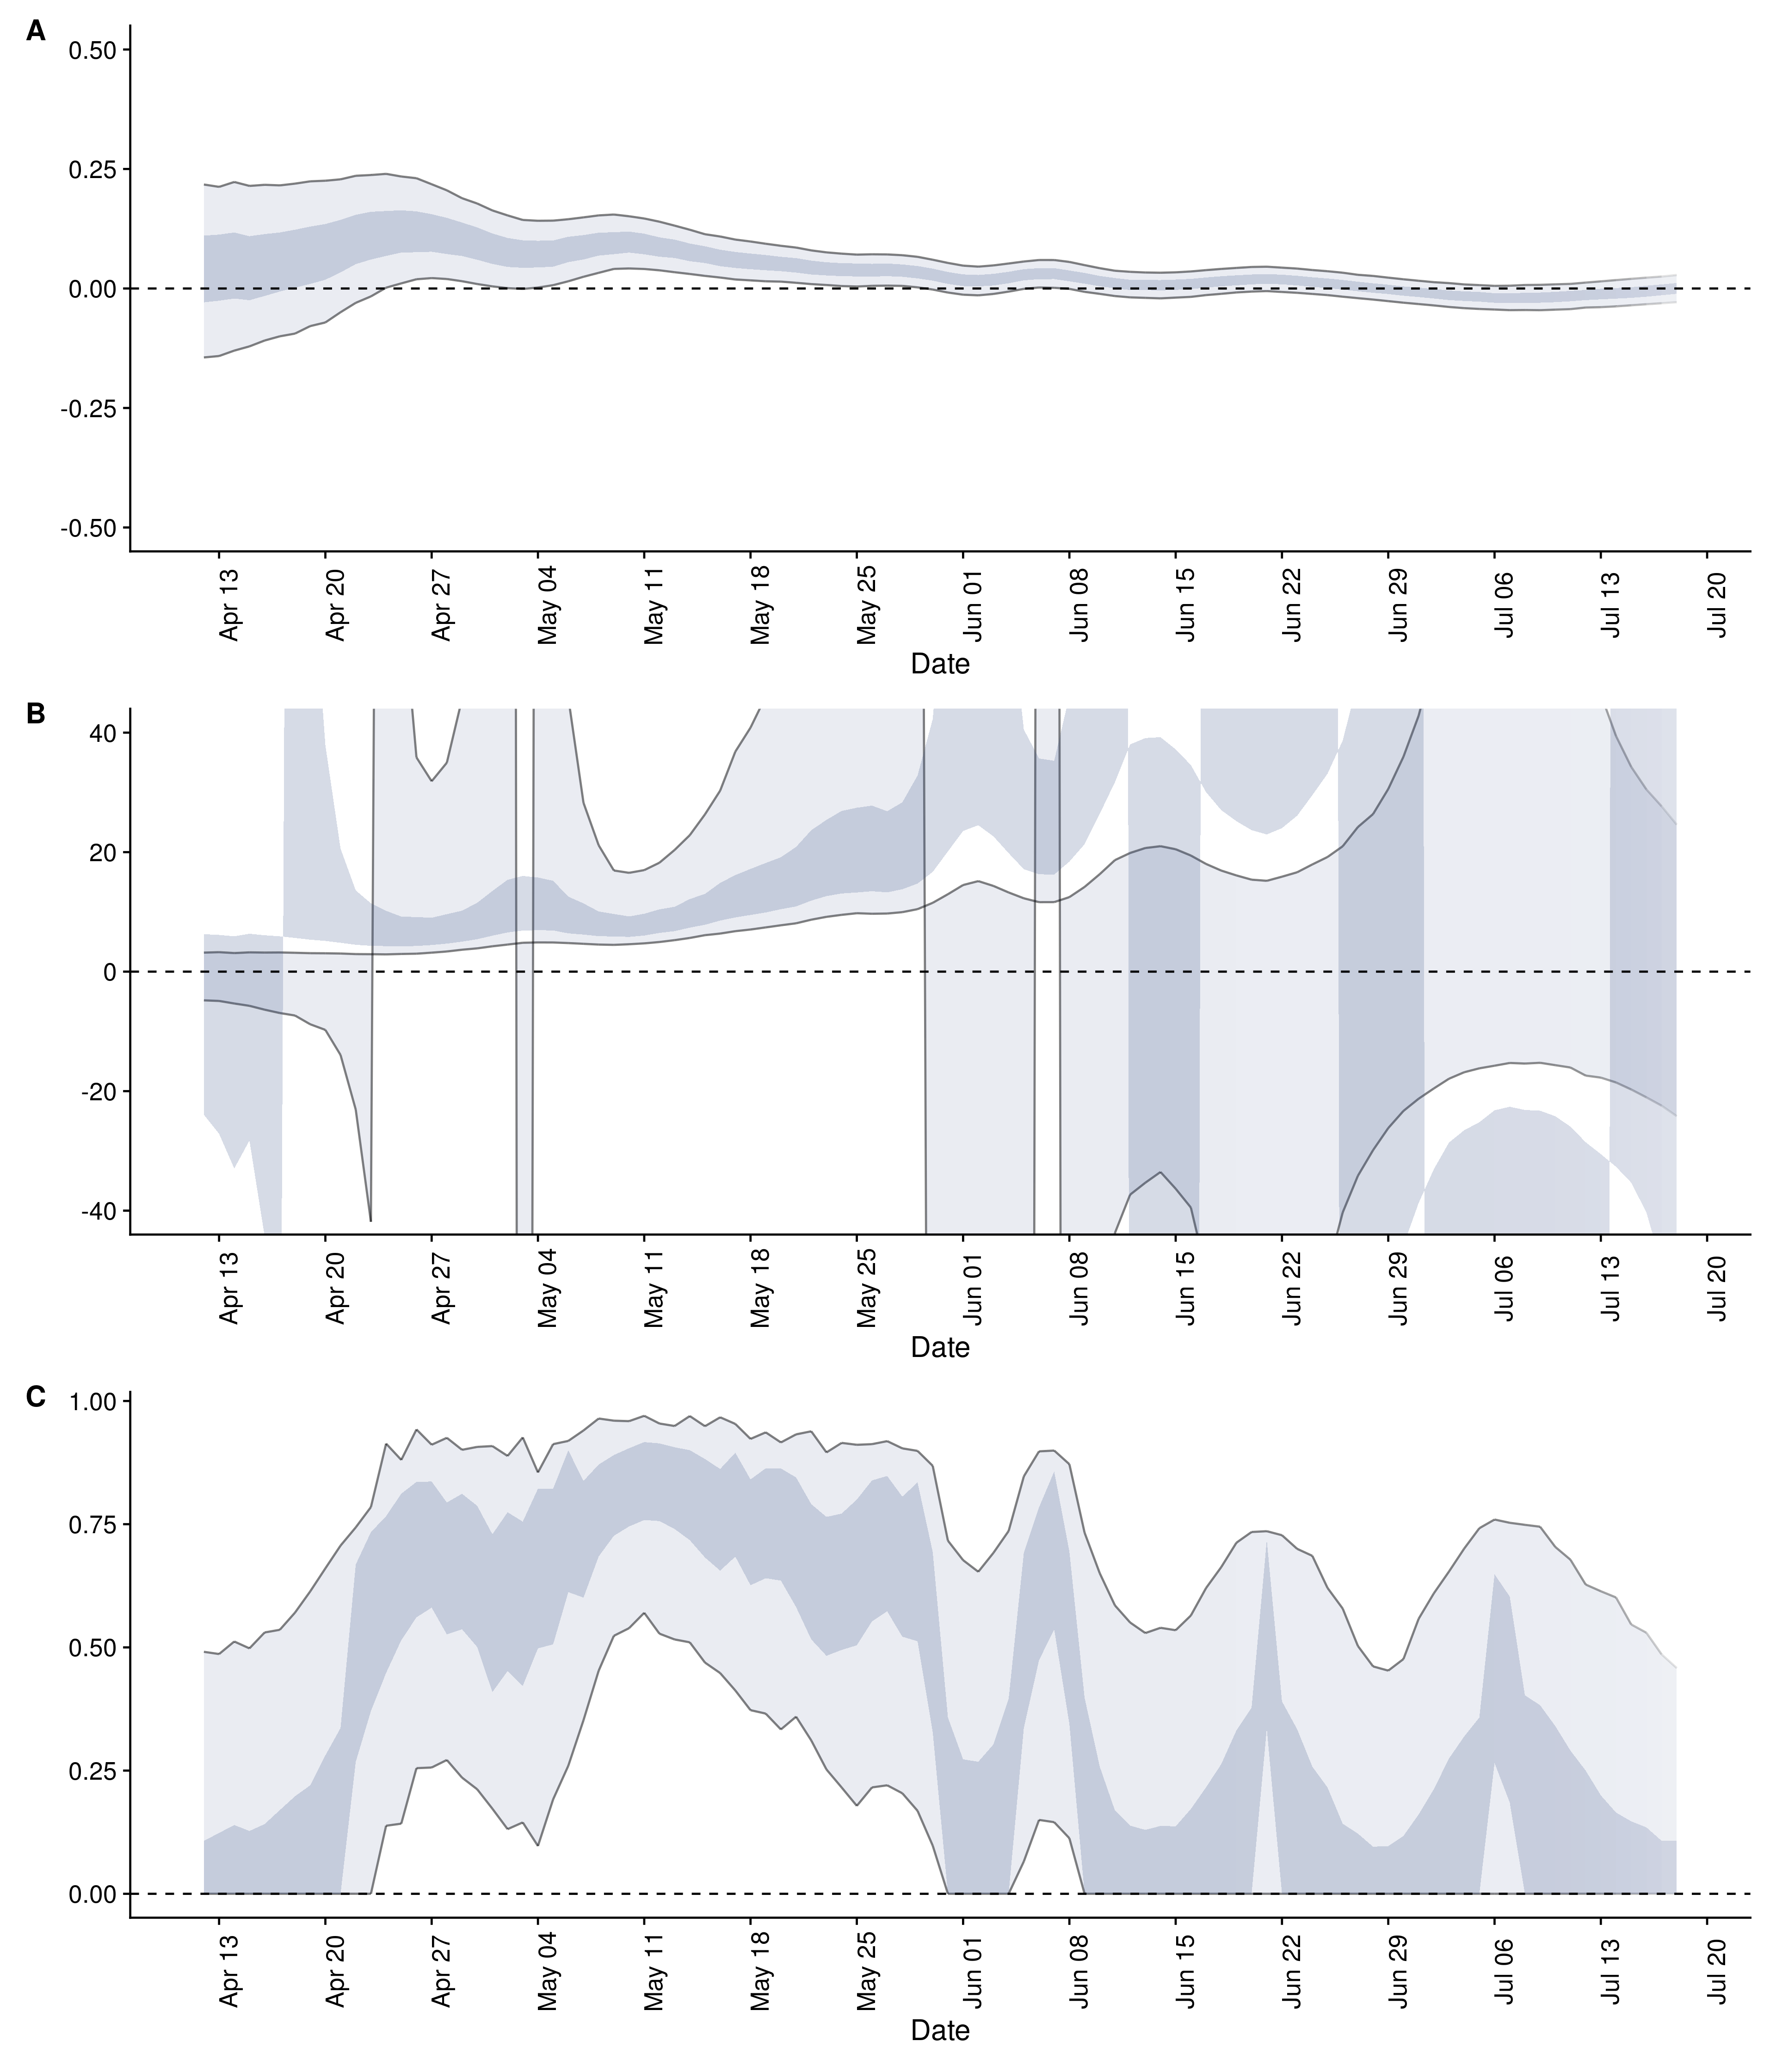 A
0.50
0.25
0.00
-0.25
-0.50
Apr 13
Apr 20
Apr 27
May 04
May 11
May 18
May 25
Jun 01
Jun 08
Jun 15
Jun 22
Jun 29
Jul 06
Jul 13
Jul 20
Date
B
40
20
0
-20
-40
Apr 13
Apr 20
Apr 27
May 04
May 11
May 18
May 25
Jun 01
Jun 08
Jun 15
Jun 22
Jun 29
Jul 06
Jul 13
Jul 20
Date
C
1.00
0.75
0.50
0.25
0.00
Apr 13
Apr 20
Apr 27
May 04
May 11
May 18
May 25
Jun 01
Jun 08
Jun 15
Jun 22
Jun 29
Jul 06
Jul 13
Jul 20
Date